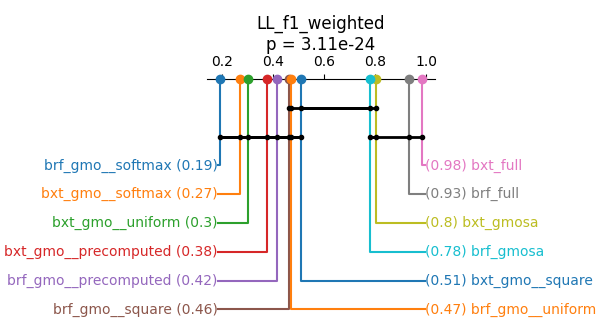 LL_f1_weighted
p = 3.11e-24
0.2 0.4 0.6 0.8 1.0
brf_gmo__softmax (0.19) (0.98) bxt_full
bxt_gmo__softmax (0.27) (0.93) brf_full
bxt_gmo__uniform (0.3) (0.8) bxt_gmosa
bxt_gmo__precomputed (0.38) (0.78) brf_gmosa
brf_gmo__precomputed (0.42) (0.51) bxt_gmo__square
brf_gmo__square (0.46) (0.47) brf_gmo__uniform